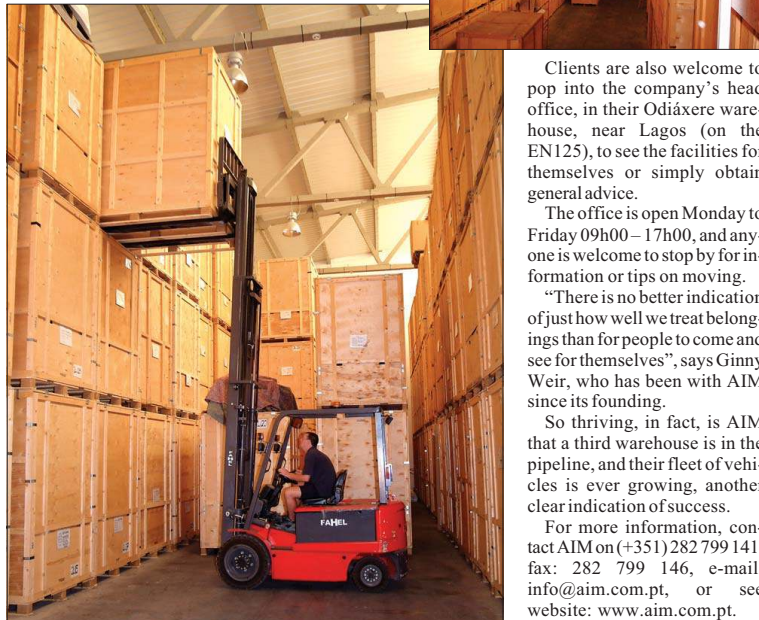 Clients are also welcome to
pop into the company's head
office, in their Odiáxere ware-
house, near Lagos (on the
EN125), to see the facilities for
themselves or simply obtain
general advice.
The office is open Monday to
Friday 09h00 – 17h00, and any-
one is welcome to stop by for in-
formation or tips on moving.
“There is no better indication
of just how well we treat belong-
ings than for people to come and
see for themselves”, says Ginny
Weir, who has been with AIM
since its founding.
So thriving, in fact, is AIM
that a third warehouse is in the
pipeline, and their fleet of vehi-
cles is ever growing, another
clear indication of success.
For more information, con-
tact AIM on (+351) 282 799 141
fax: 282 799 146, e-mail
info@aim.com.pt, or see
website: www.aim.com.pt.
FAHEL